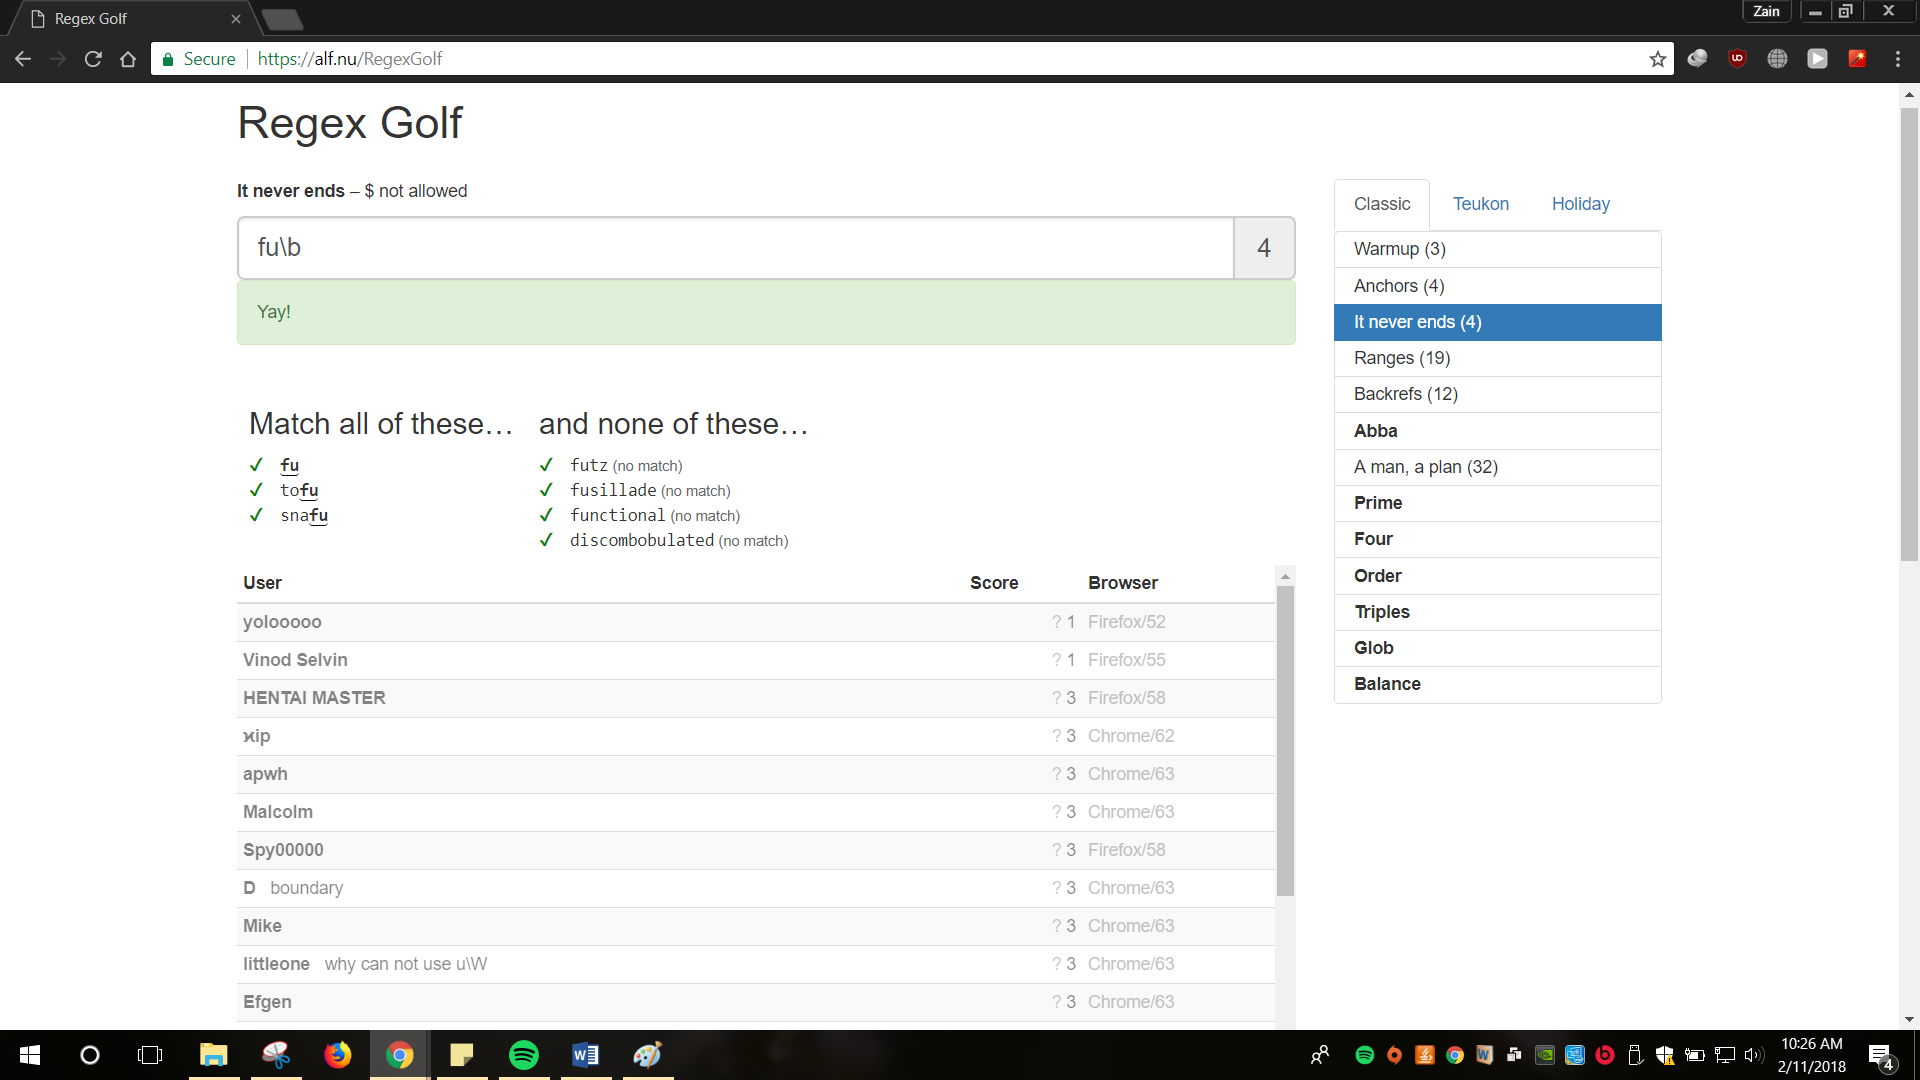 Regex Golf
Zain
Secure
https://alf.nu/RegexGolf
Regex Golf
It never ends – $ not allowed
fu\b
4
Yay!
Match all of these…
fu
tofu
snafu
and none of these…
futz (no match)
fusillade (no match)
functional (no match)
discombobulated (no match)
User Score Browser
yolooooo ? 1 Firefox/52
Vinod Selvin ? 1 Firefox/55
HENTAI MASTER ? 3 Firefox/58
ϰip ? 3 Chrome/62
apwh ? 3 Chrome/63
Malcolm ? 3 Chrome/63
Spy00000 ? 3 Firefox/58
D boundary ? 3 Chrome/63
Mike ? 3 Chrome/63
littleone why can not use u\W ? 3 Chrome/63
Efgen ? 3 Chrome/63
Classic Teukon Holiday
Warmup (3)
Anchors (4)
It never ends (4)
Ranges (19)
Backrefs (12)
Abba
A man, a plan (32)
Prime
Four
Order
Triples
Glob
Balance
10:26 AM
2/11/2018
4